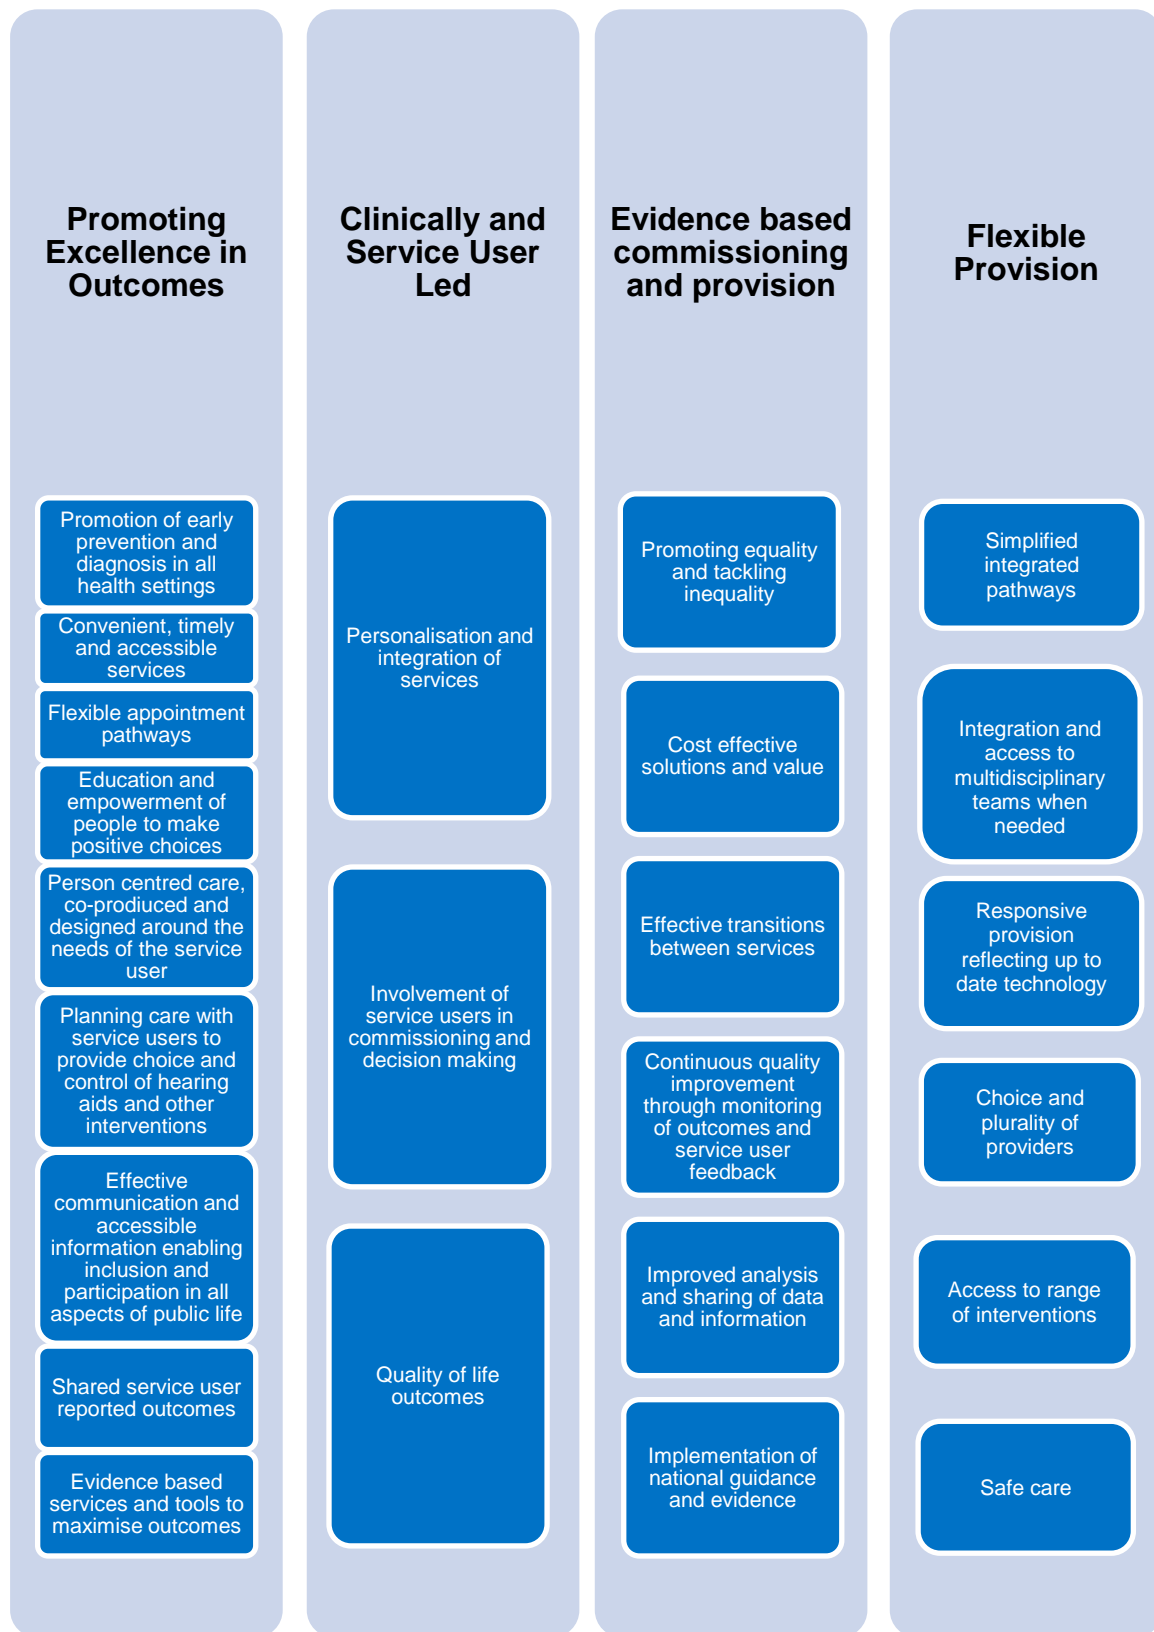 Promoting
Excellence in
Outcomes
Promotion of early
prevention and
diagnosis in all
health settings
Convenient, timely
and accessible
services
Flexible appointment
pathways
Education and
empowerment of
people to make
positive choices
Person centred care,
co-prodiuced and
designed around the
needs of the service
user
Planning care with
service users to
provide choice and
control of hearing
aids and other
interventions
Effective
communication and
accessible
information enabling
inclusion and
participation in all
aspects of public life
Shared service user
reported outcomes
Evidence based
services and tools to
maximise outcomes
Clinically and
Service User
Led
Personalisation and
integration of
services
Involvement of
service users in
commissioning and
decision making
Quality of life
outcomes
Evidence based
commissioning
and provision
Promoting equality
and tackling
inequality
Cost effective
solutions and value
Effective transitions
between services
Continuous quality
improvement
through monitoring
of outcomes and
service user
feedback
Improved analysis
and sharing of data
and information
Implementation of
national guidance
and evidence
Flexible
Provision
Simplified
integrated
pathways
Integration and
access to
multidisciplinary
teams when
needed
Responsive
provision
reflecting up to
date technology
Choice and
plurality of
providers
Access to range
of interventions
Safe care